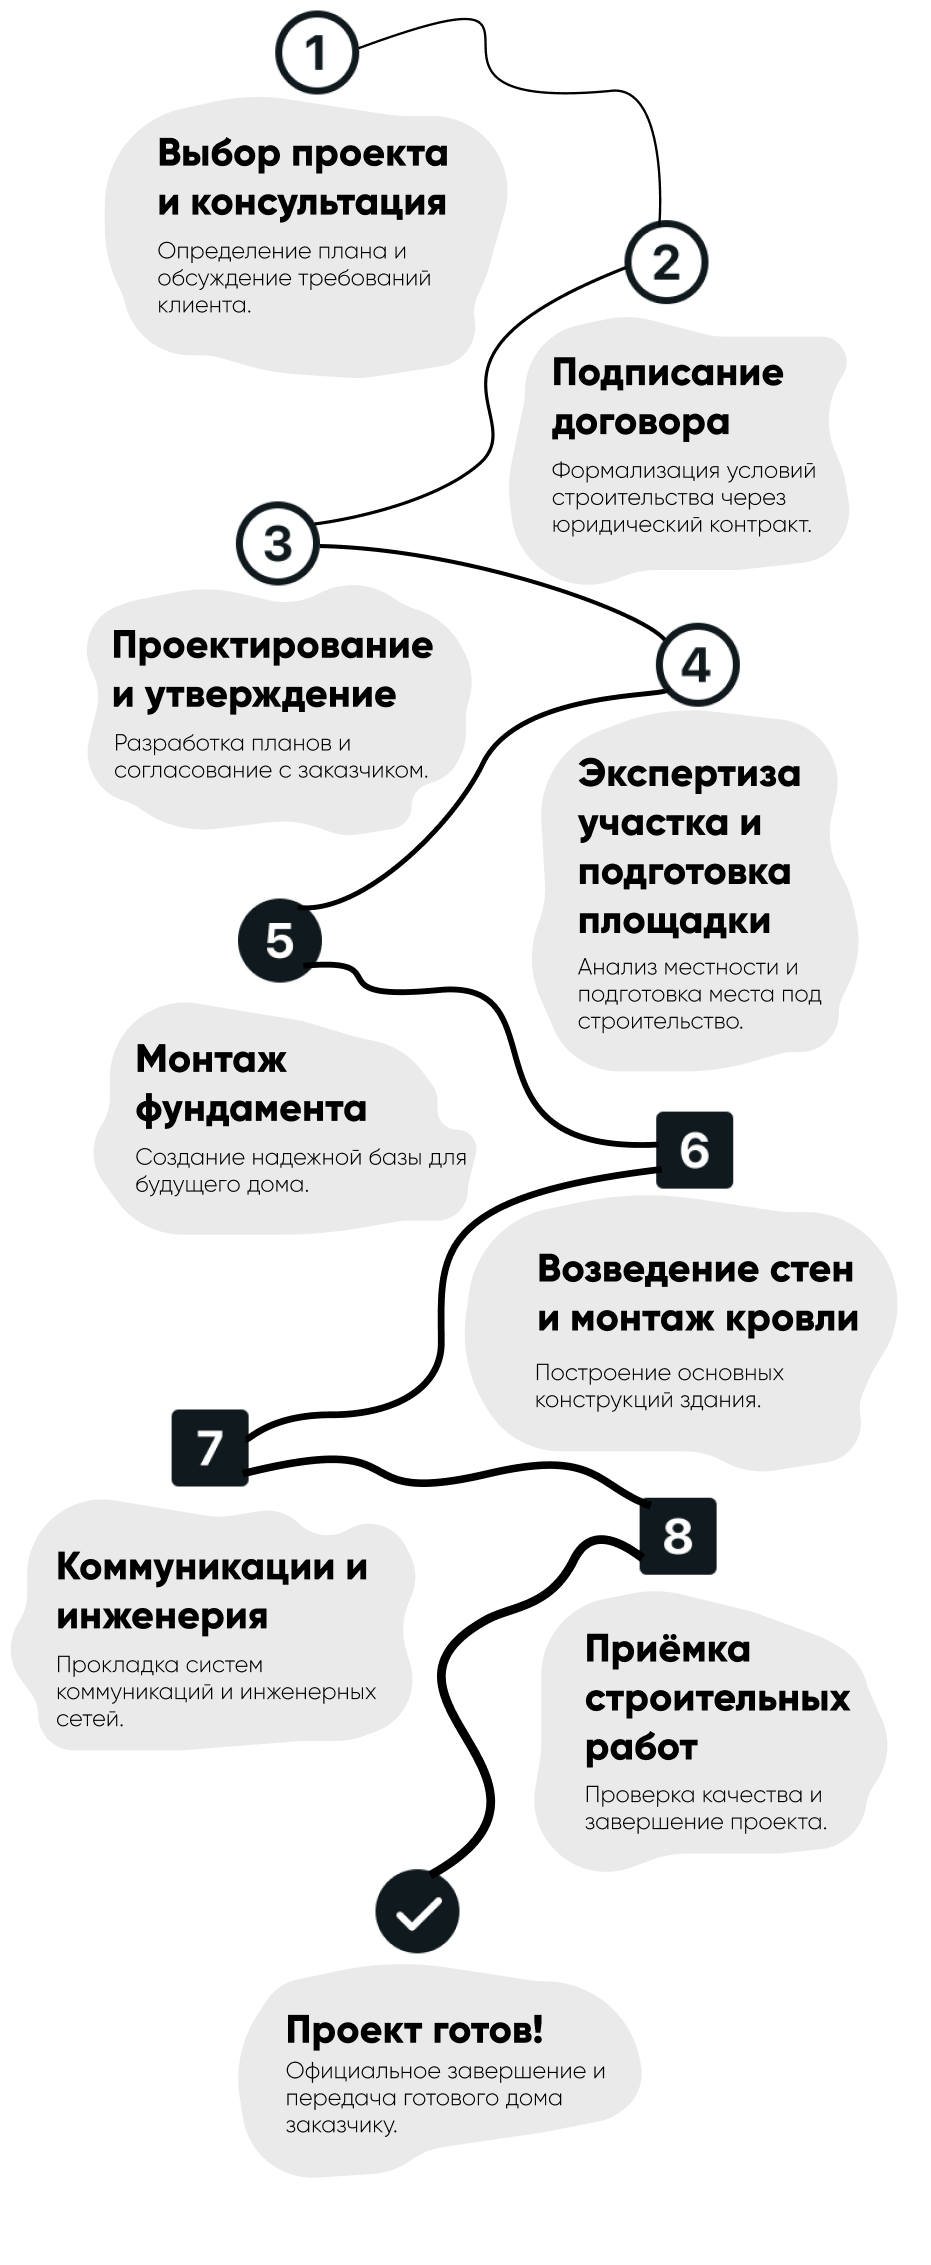 1
Выбор проекта
и консультация
Определение плана и
обсуждение требований
клиента.
2
Подписание
договора
Формализация условий
строительства через
юридический контракт.
3
Проектирование
и утверждение
Разработка планов и
согласование с заказчиком.
4
Экспертиза
участка и
подготовка
площадки
Анализ местности и
подготовка места под
строительство.
5
Монтаж
фундамента
Создание надежной базы для
будущего дома.
6
Возведение стен
и монтаж кровли
Построение основных
конструкций здания.
7
Коммуникации и
инженерия
Прокладка систем
коммуникаций и инженерных
сетей.
8
Приёмка
строительных
работ
Проверка качества и
завершение проекта.
Проект готов!
Официальное завершение и
передача готового дома
заказчику.